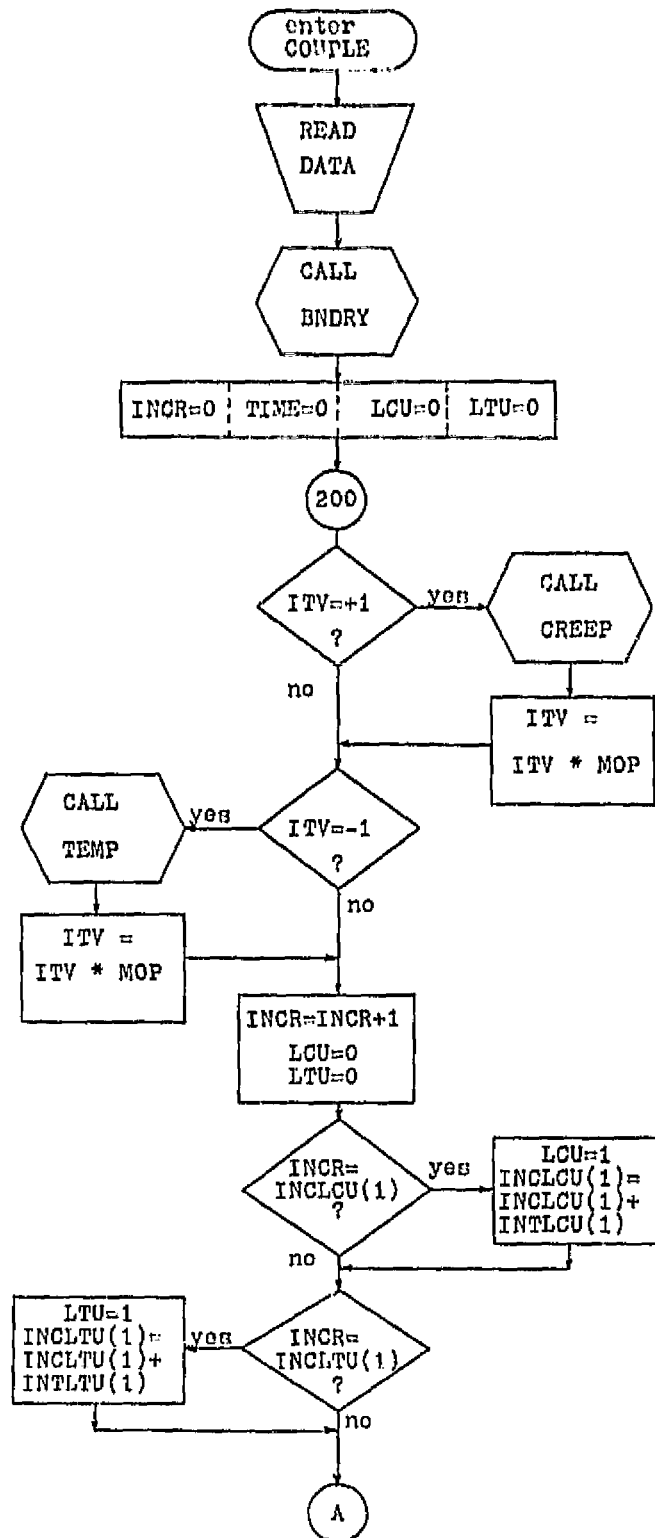 enter
COUPLE
READ
DATA
CALL
BNDRY
INCR=0 TIME=0 LCU=0 LTU=0
200
ITV=+1
?
yes
CALL
CREEP
no
ITV =
ITV * MOP
ITV=-1
?
yes
CALL
TEMP
no
ITV =
ITV * MOP
INCR=INCR+1
LCU=0
LTU=0
INCR=
INCLCU(1)
?
yes
LCU=1
INCLCU(1)=
INCLCU(1)+
INTLCU(1)
no
INCR=
INCLTU(1)
?
yes
LTU=1
INCLTU(1)=
INCLTU(1)+
INTLTU(1)
no
A